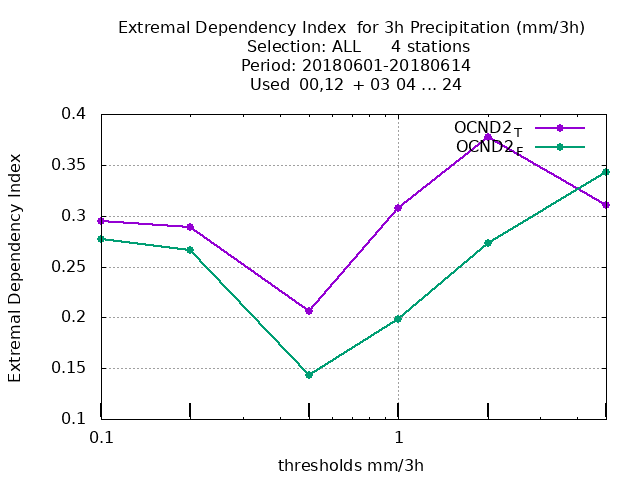 Extremal Dependency Index  for 3h Precipitation (mm/3h)
Selection: ALL      4 stations
Period: 20180601-20180614
Used  00,12  + 03 04 ... 24
Extremal Dependency Index
0.4
0.35
0.3
0.25
0.2
0.15
0.1
OCND2T
OCND2F
0.1
1
thresholds mm/3h